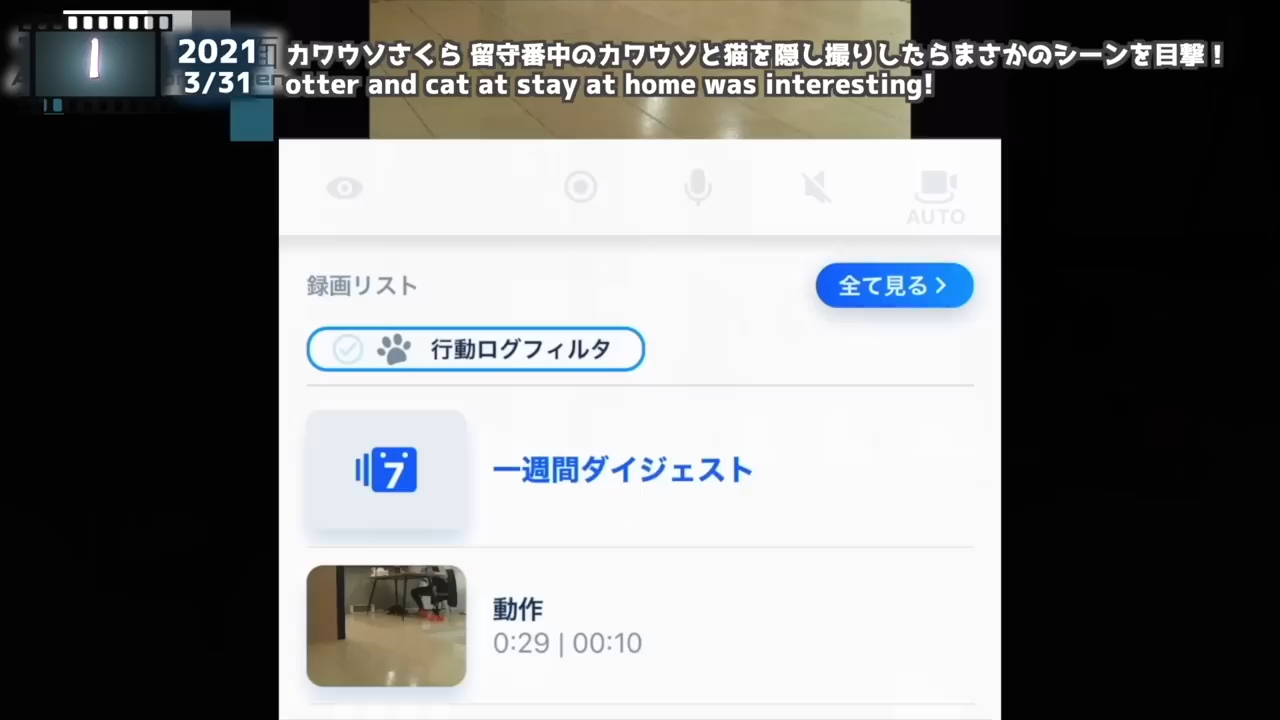 2021
3/31
カワウソさくら 留守番中のカワウソと猫を隠し撮りしたらまさかのシーンを目撃！
otter and cat at stay at home was interesting!
AUTO
録画リスト
全て見る
行動ログフィルタ
7
一週間ダイジェスト
動作
0:29 | 00:10